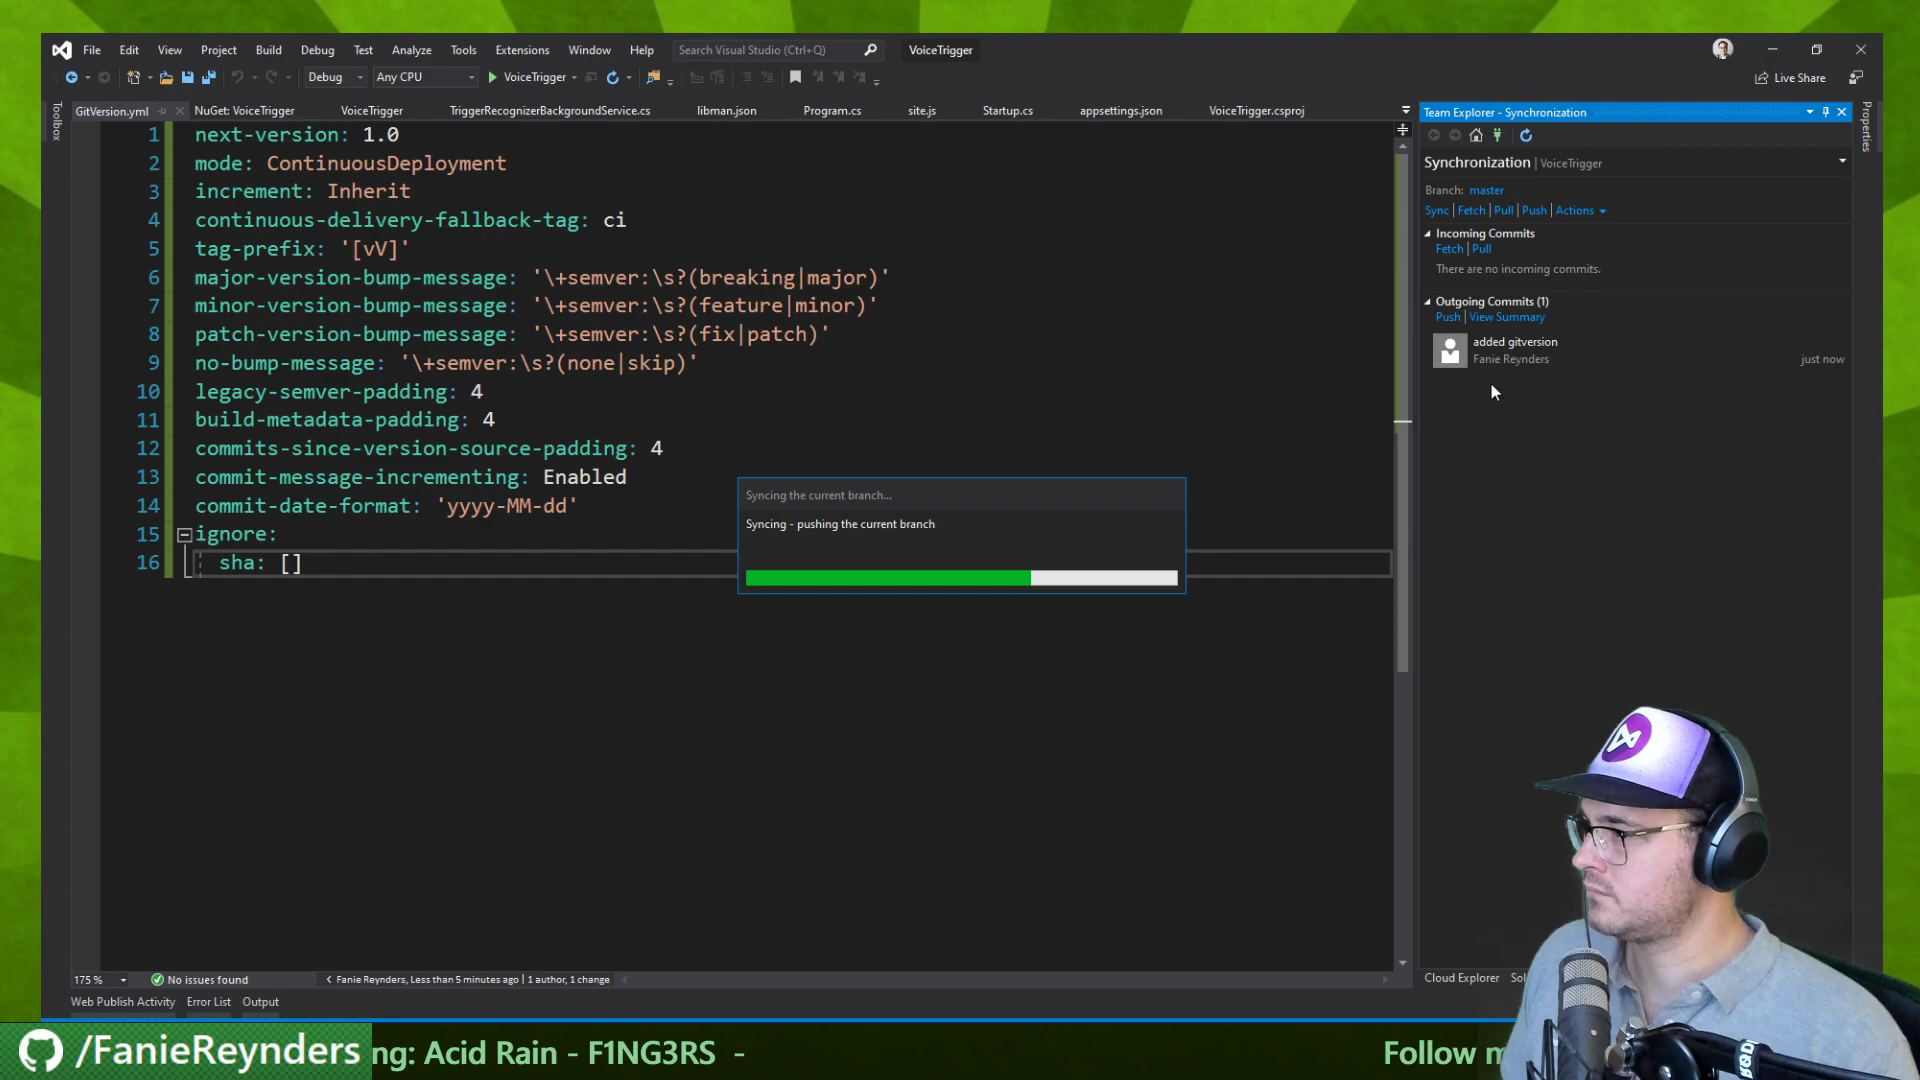 File Edit View Project Build Debug Test Analyze Tools Extensions Window Help Search Visual Studio (Ctrl+Q) VoiceTrigger
Debug Any CPU VoiceTrigger Live Share
GitVersion.yml NuGet: VoiceTrigger VoiceTrigger TriggerRecognizerBackgroundService.cs libman.json Program.cs site.js Startup.cs appsettings.json VoiceTrigger.csproj
Toolbox
1 next-version: 1.0
2 mode: ContinuousDeployment
3 increment: Inherit
4 continuous-delivery-fallback-tag: ci
5 tag-prefix: '[vV]'
6 major-version-bump-message: '\+semver:\s?(breaking|major)'
7 minor-version-bump-message: '\+semver:\s?(feature|minor)'
8 patch-version-bump-message: '\+semver:\s?(fix|patch)'
9 no-bump-message: '\+semver:\s?(none|skip)'
10 legacy-semver-padding: 4
11 build-metadata-padding: 4
12 commits-since-version-source-padding: 4
13 commit-message-incrementing: Enabled
14 commit-date-format: 'yyyy-MM-dd'
15 ignore:
16 sha: []
Syncing the current branch...
Syncing - pushing the current branch
Team Explorer - Synchronization
Properties
Synchronization | VoiceTrigger
Branch: master
Sync | Fetch | Pull | Push | Actions
Incoming Commits
Fetch | Pull
There are no incoming commits.
Outgoing Commits (1)
Push | View Summary
added gitversion
Fanie Reynders just now
Cloud Explorer
175 % No issues found Fanie Reynders, Less than 5 minutes ago | 1 author, 1 change
Web Publish Activity Error List Output
/FanieReynders ng: Acid Rain - F1NG3RS - Follow